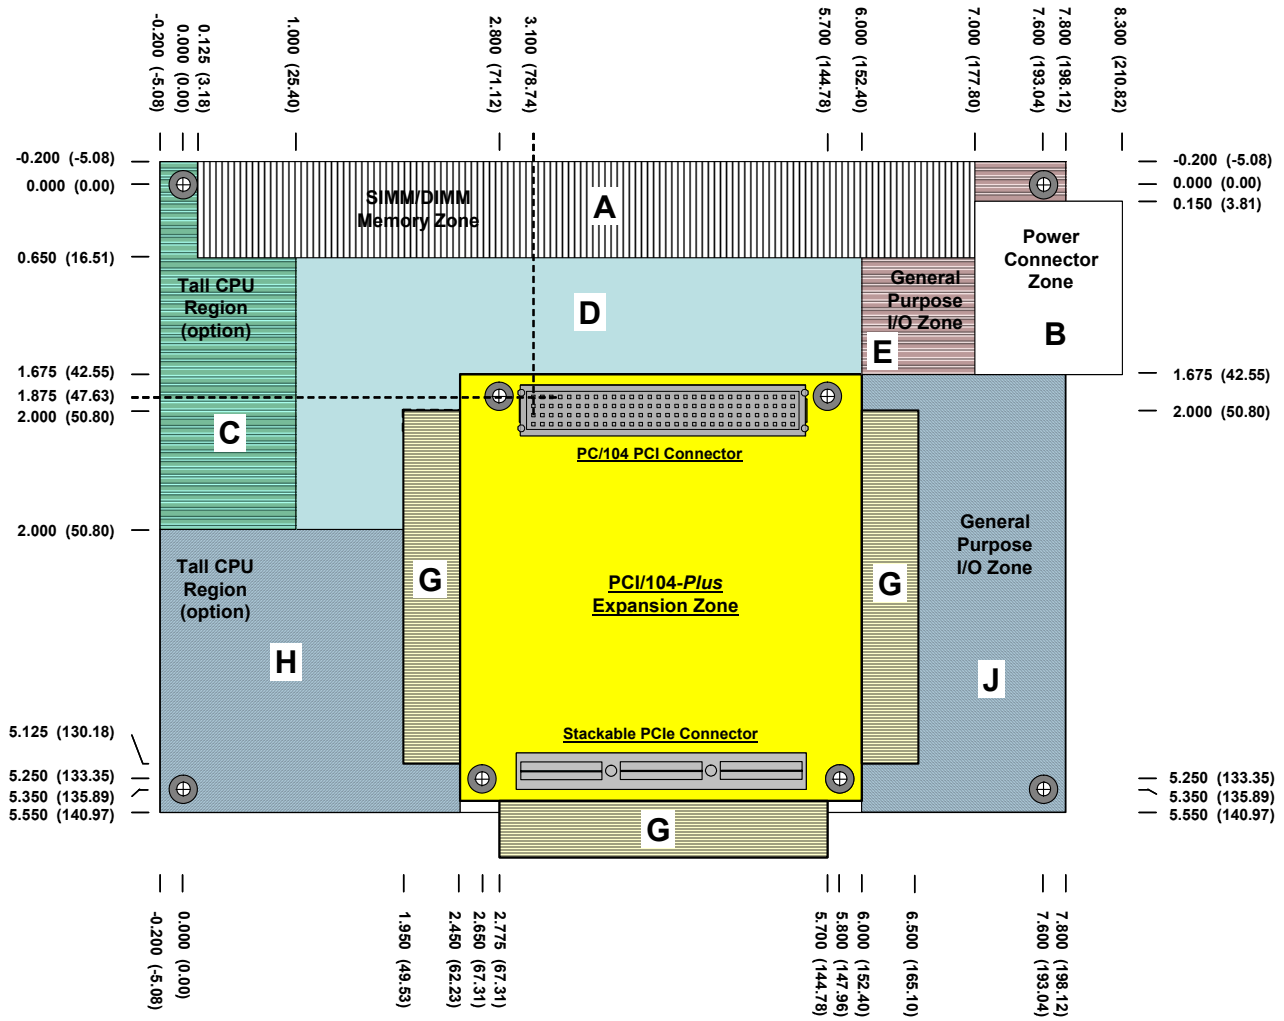 -0.200 (-5.08)
0.000 (0.00)
0.125 (3.18)
1.000 (25.40)
2.800 (71.12)
3.100 (78.74)
5.700 (144.78)
6.000 (152.40)
7.000 (177.80)
7.600 (193.04)
7.800 (198.12)
8.300 (210.82)
-0.200 (-5.08)
0.000 (0.00)
0.650 (16.51)
1.675 (42.55)
1.875 (47.63)
2.000 (50.80)
2.000 (50.80)
5.125 (130.18)
5.250 (133.35)
5.350 (135.89)
5.550 (140.97)
SIMM/DIMM
Memory Zone
A
Tall CPU
Region
(option)
C
D
General
Purpose
I/O Zone
E
Power
Connector
Zone
B
PC/104 PCI Connector
G
PCI/104-Plus
Expansion Zone
G
General
Purpose
I/O Zone
J
Tall CPU
Region
(option)
H
Stackable PCIe Connector
G
-0.200 (-5.08)
0.000 (0.00)
0.150 (3.81)
1.675 (42.55)
2.000 (50.80)
5.250 (133.35)
5.350 (135.89)
5.550 (140.97)
-0.200 (-5.08)
0.000 (0.00)
1.950 (49.53)
2.450 (62.23)
2.650 (67.31)
2.775 (67.31)
5.700 (144.78)
5.800 (147.96)
6.000 (152.40)
6.500 (165.10)
7.600 (193.04)
7.800 (198.12)